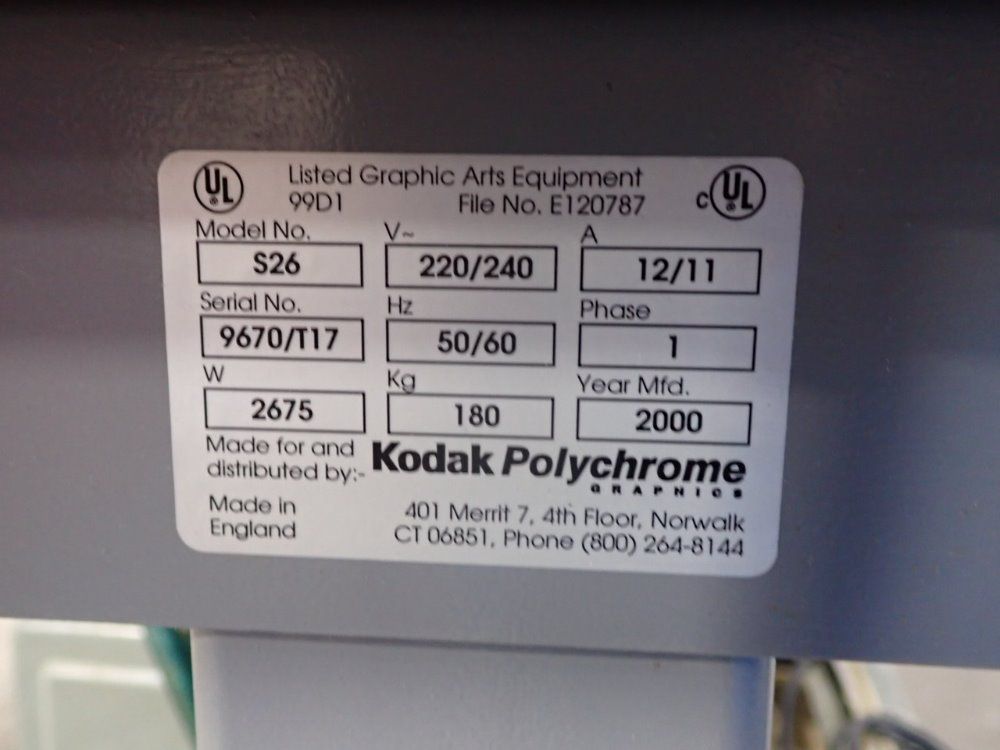 UL Listed Graphic Arts Equipment c UL
99D1 File No. E120787
Model No. V~ A
S26 220/240 12/11
Serial No. Hz Phase
9670/T17 50/60 1
W Kg Year Mfd.
2675 180 2000
Made for and
distributed by:- Kodak Polychrome
GRAPHICS
Made in
England
401 Merrit 7, 4th Floor, Norwalk
CT 06851, Phone (800) 264-8144